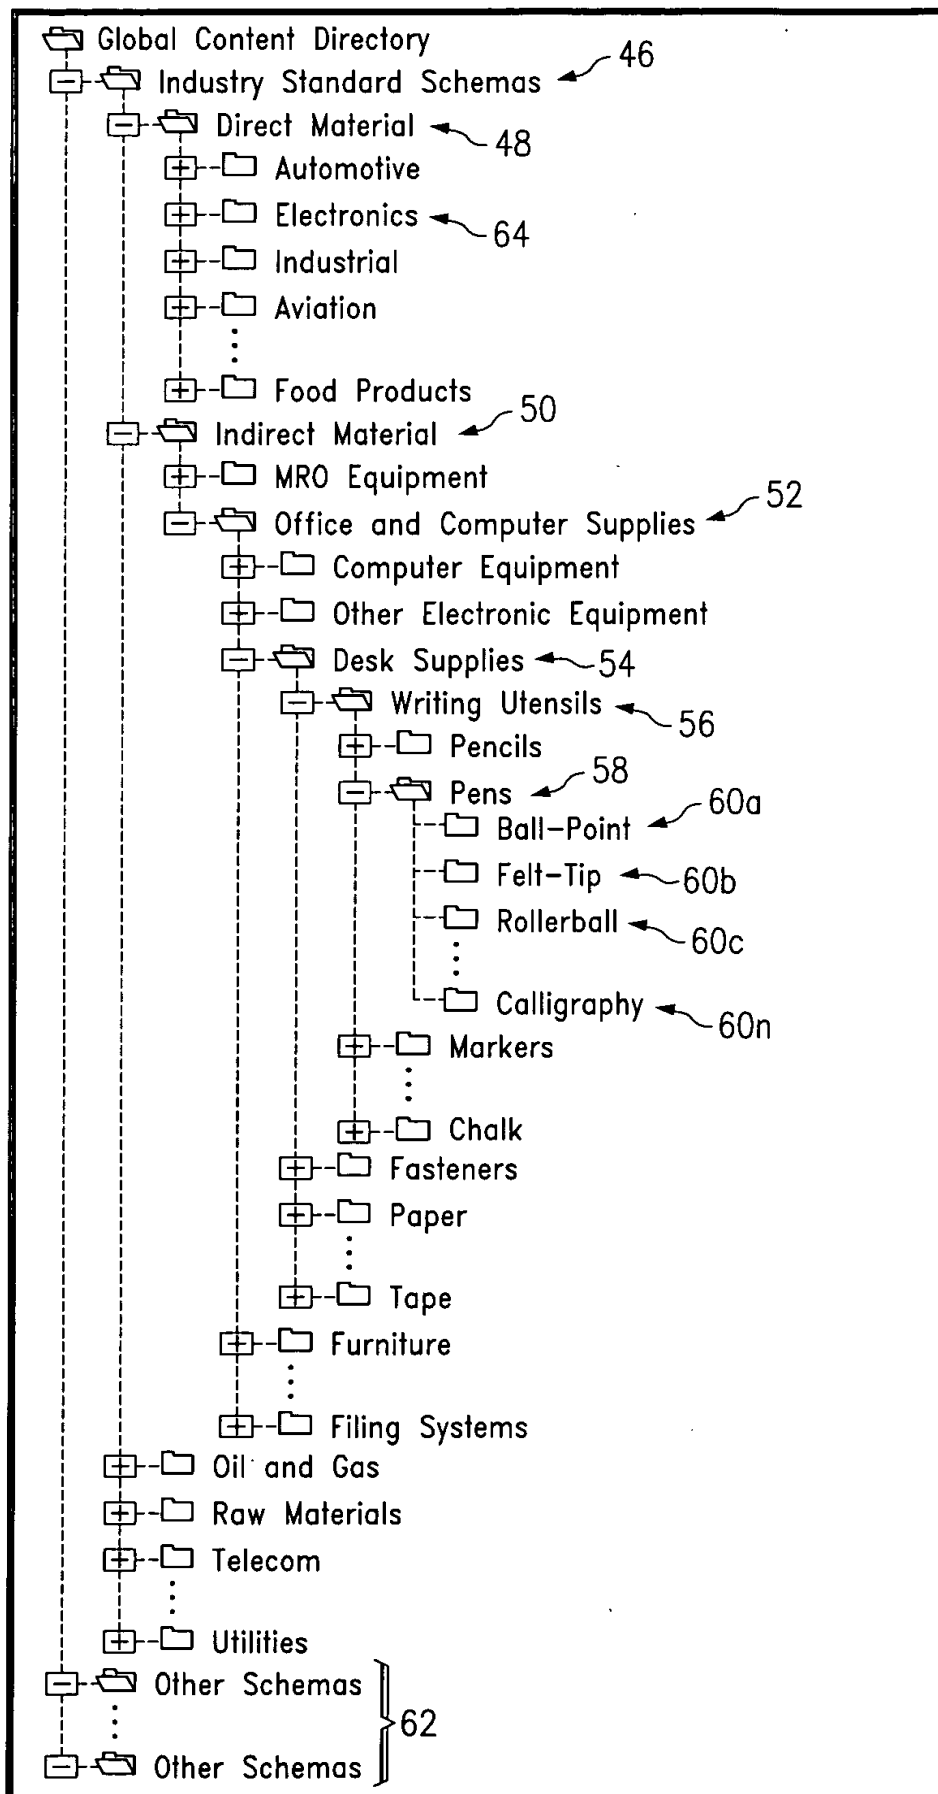 Global Content Directory
Industry Standard Schemas 46
Direct Material 48
Automotive
Electronics 64
Industrial
Aviation
Food Products
Indirect Material 50
MRO Equipment
Office and Computer Supplies 52
Computer Equipment
Other Electronic Equipment
Desk Supplies 54
Writing Utensils 56
Pencils
Pens 58
Ball-Point 60a
Felt-Tip 60b
Rollerball 60c
Calligraphy 60n
Markers
Chalk
Fasteners
Paper
Tape
Furniture
Filing Systems
Oil and Gas
Raw Materials
Telecom
Utilities
Other Schemas
62
Other Schemas